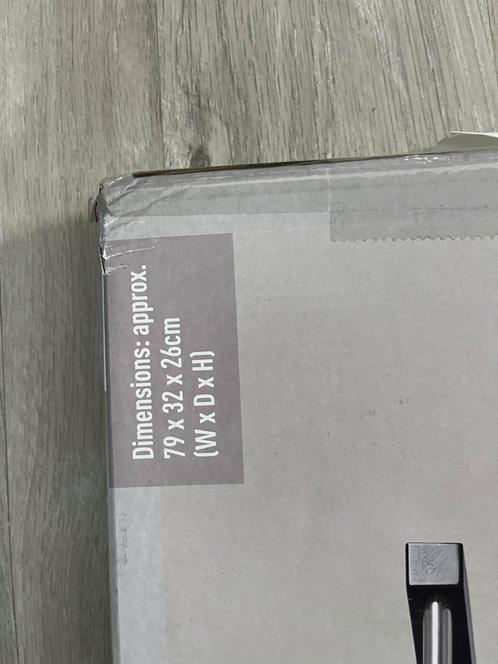 Dimensions: approx.
79 x 32 x 26cm
(W x D x H)